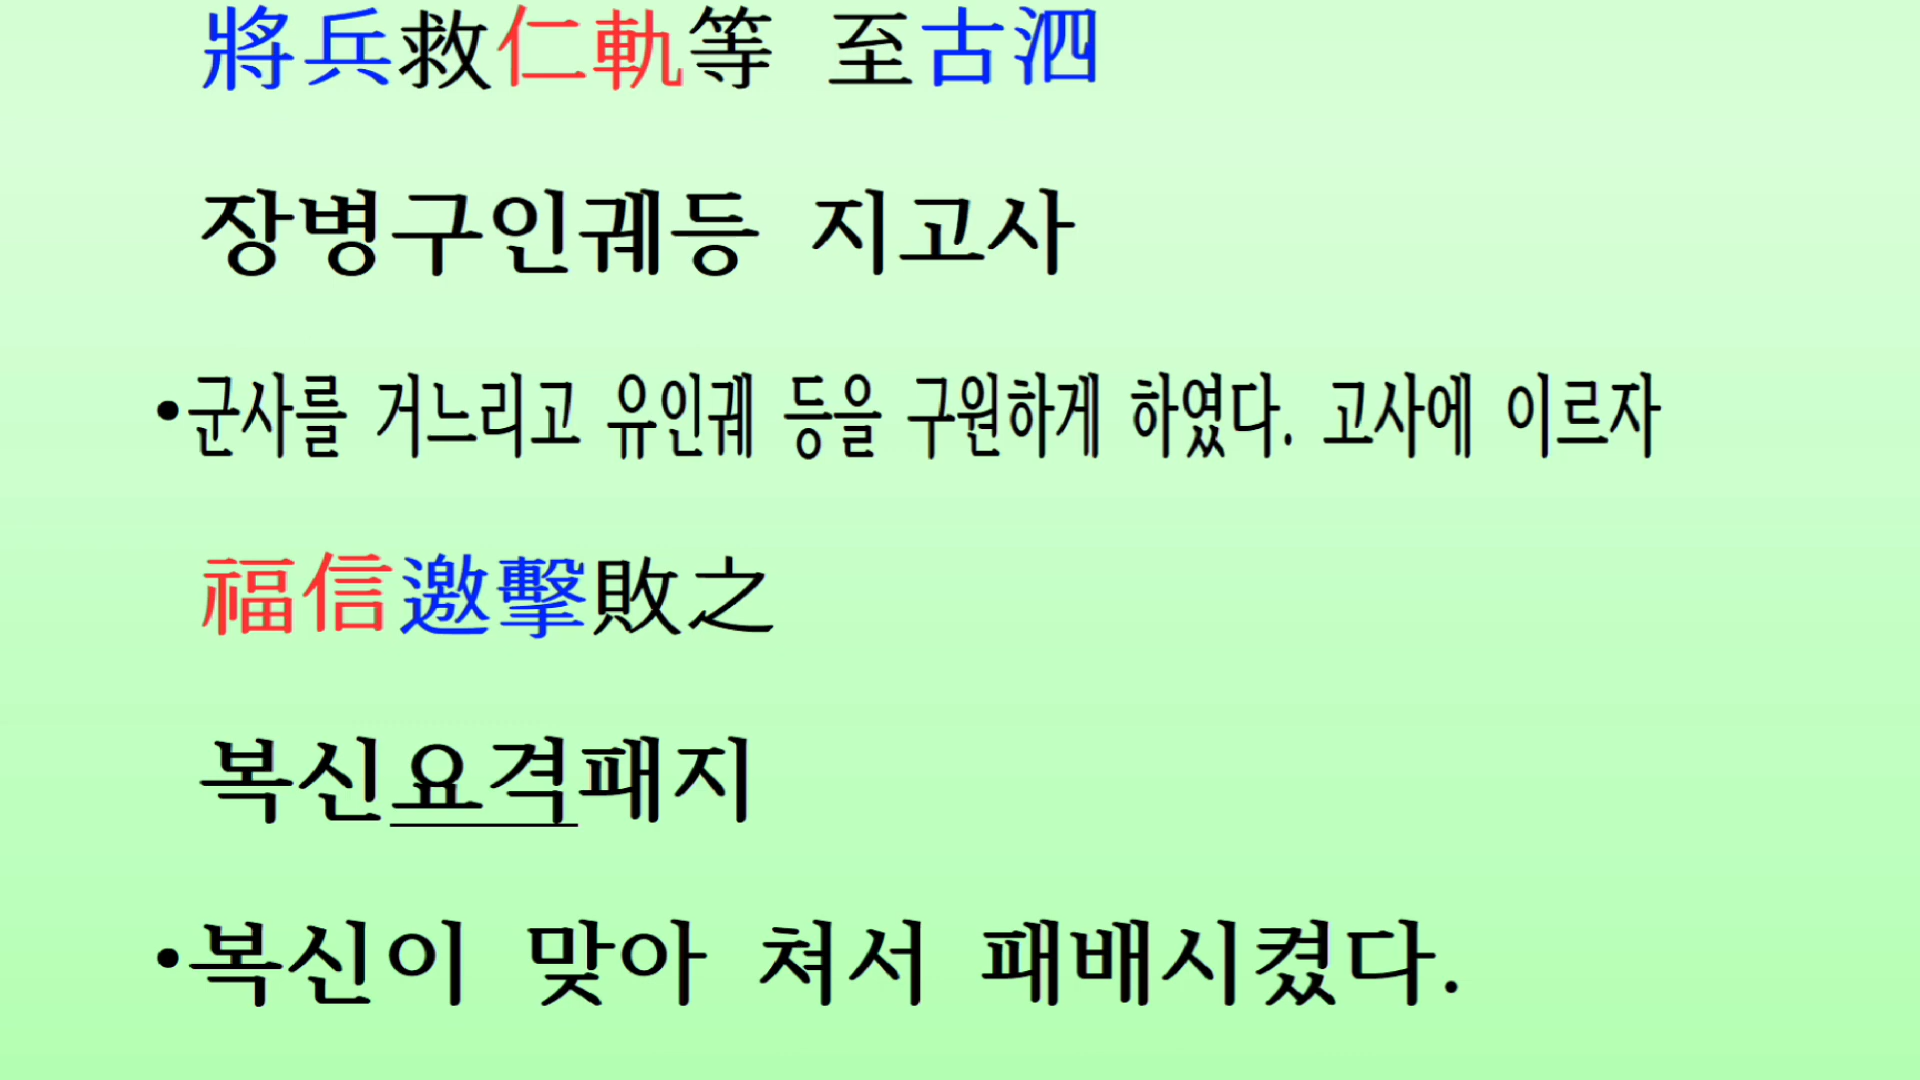 將兵救仁軌等 至古泗
장병구인궤등 지고사
•군사를 거느리고 유인궤 등을 구원하게 하였다. 고사에 이르자
福信邀擊敗之
복신요격패지
•복신이 맞아 쳐서 패배시켰다.